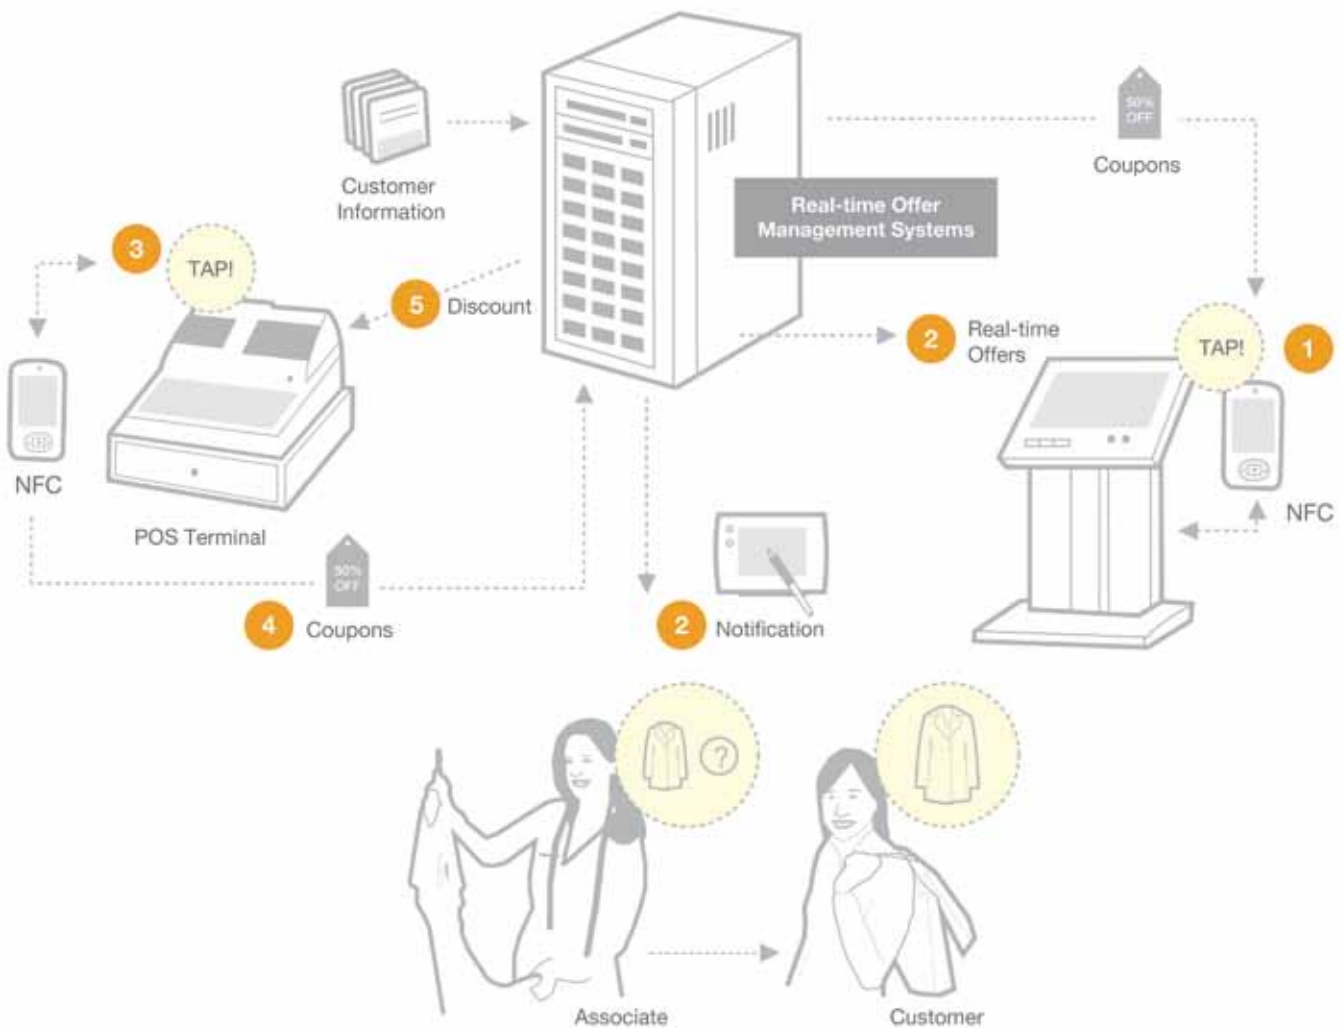 50%
OFF
Coupons
Customer
Information
Real-time Offer
Management Systems
3
TAP!
5
Discount
2
Real-time
Offers
TAP!
1
NFC
POS Terminal
NFC
50%
OFF
4
Coupons
2
Notification
?
Associate
Customer